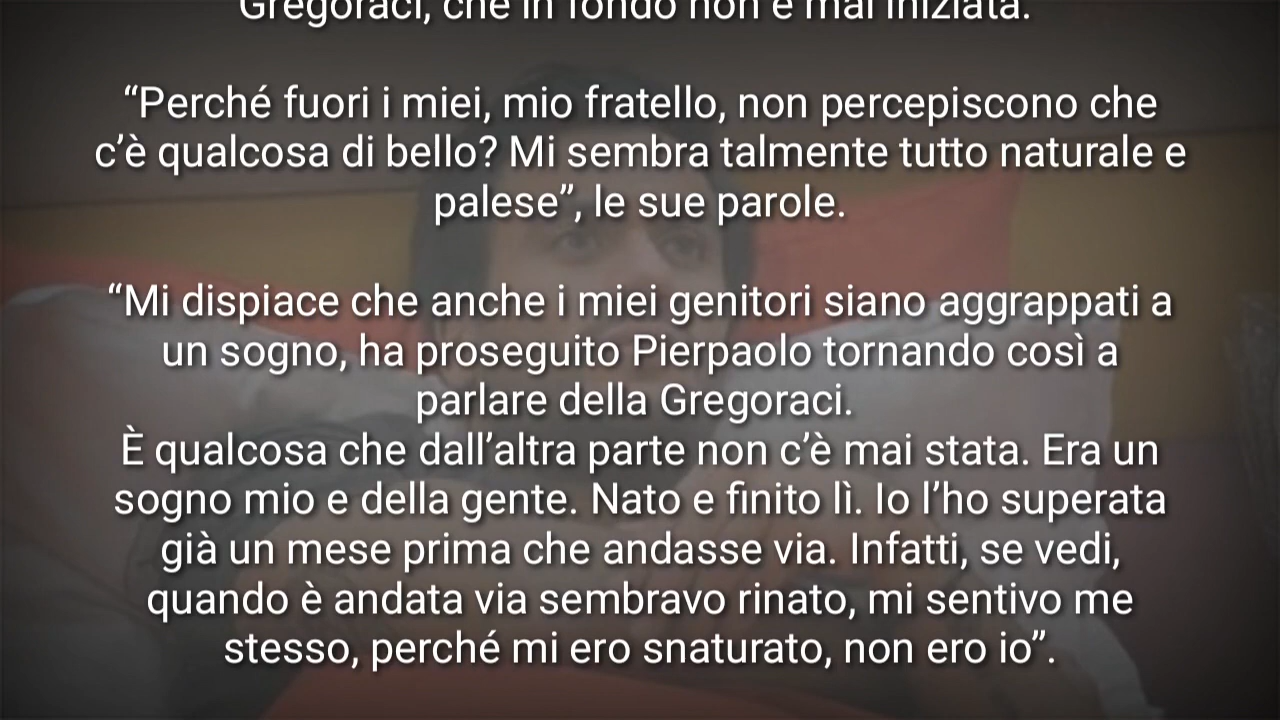 Gregoraci, che in fondo non è mai iniziata.
“Perché fuori i miei, mio fratello, non percepiscono che
c’è qualcosa di bello? Mi sembra talmente tutto naturale e
palese”, le sue parole.
“Mi dispiace che anche i miei genitori siano aggrappati a
un sogno, ha proseguito Pierpaolo tornando così a
parlare della Gregoraci.
È qualcosa che dall’altra parte non c’è mai stata. Era un
sogno mio e della gente. Nato e finito lì. Io l’ho superata
già un mese prima che andasse via. Infatti, se vedi,
quando è andata via sembravo rinato, mi sentivo me
stesso, perché mi ero snaturato, non ero io”.